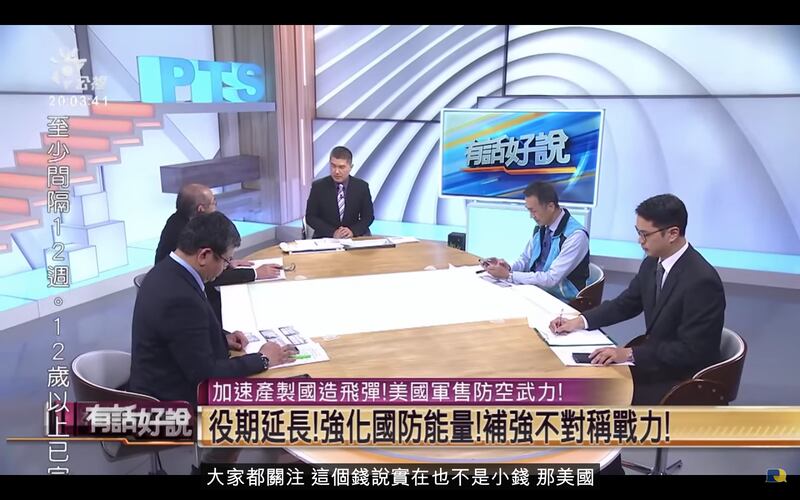 公視
20:03:41
PTS
有話好說
至少間隔12週。12歲以上已完
加速產製國造飛彈!美國軍售防空武力!
有話好說
役期延長!強化國防能量!補強不對稱戰力!
大家都關注 這個錢說實在也不是小錢 那美國